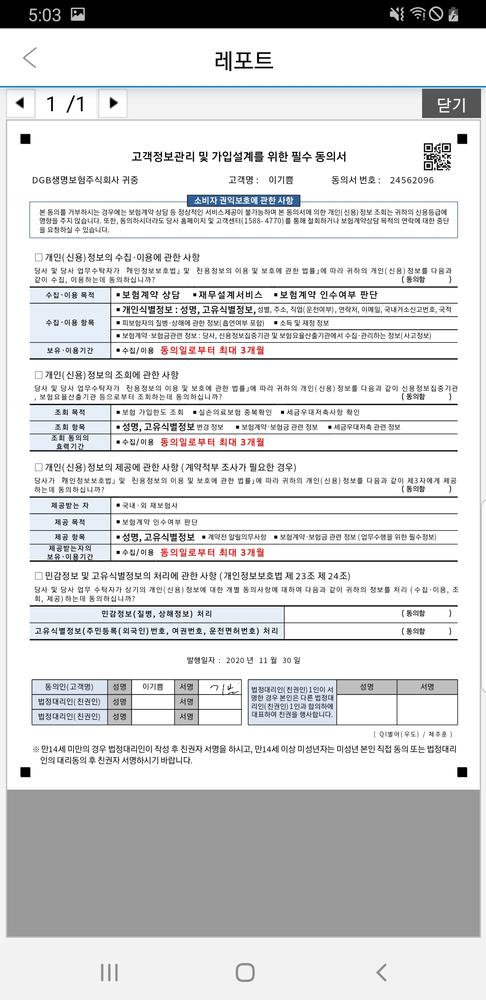 5:03
레포트
1 /1
닫기
고객정보관리 및 가입설계를 위한 필수 동의서
DGB생명보험주식회사 귀중 고객명 : 이기쁨 동의서 번호 : 24562096
소비자 권익보호에 관한 사항
본 동의를 거부하시는 경우에는 보험계약 상담 등 정상적인 서비스제공이 불가능하며 본 동의서에 의한 개인(신용)정보 조회는 귀하의 신용등급에
영향을 주지 않습니다. 또한, 동의하시더라도 당사 홈페이지 및 고객센터(1588-4770)를 통해 철회하거나 보험계약상담 목적의 연락에 대한 중단
을 요청하실 수 있습니다.
□ 개인(신용)정보의 수집·이용에 관한 사항
당사 및 당사 업무수탁자가 「개인정보보호법」 및 「신용정보의 이용 및 보호에 관한 법률」에 따라 귀하의 개인(신용)정보를 다음과
같이 수집, 이용하는데 동의하십니까? ( 동의함 )
수집·이용 목적 ▪보험계약 상담 ▪재무설계서비스 ▪보험계약 인수여부 판단
수집·이용 항목 ▪개인식별정보 : 성명, 고유식별정보, 성별, 주소, 직업(운전여부), 연락처, 이메일, 국내거소신고번호, 국적
▪피보험자의 질병·상해에 관한 정보(흡연여부 포함) ▪소득 및 재정 정보
▪보험계약·보험금관련 정보 : 당사, 신용정보집중기관 및 보험요율산출기관에서 수집·관리하는 정보(사고정보)
보유·이용기간 ▪수집/이용 동의일로부터 최대 3개월
□ 개인(신용)정보의 조회에 관한 사항
당사 및 당사 업무수탁자가 「신용정보의 이용 및 보호에 관한 법률」에 따라 귀하의 개인(신용)정보를 다음과 같이 신용정보집중기관
, 보험요율산출기관 등으로부터 조회하는데 동의하십니까? ( 동의함 )
조회 목적 ▪보험 가입한도 조회 ▪실손의료보험 중복확인 ▪세금우대저축사항 확인
조회 항목 ▪성명, 고유식별정보 변경 정보 ▪보험계약·보험금 관련 정보 ▪세금우대저축 관련 정보
조회 동의의
효력기간 ▪수집/이용 동의일로부터 최대 3개월
□ 개인(신용)정보의 제공에 관한 사항 (계약적부 조사가 필요한 경우)
당사가 「개인정보보호법」 및 「신용정보의 이용 및 보호에 관한 법률」에 따라 귀하의 개인(신용)정보를 다음과 같이 제3자에게 제공
하는데 동의하십니까? ( 동의함 )
제공받는 자 ▪국내·외 재보험사
제공 목적 ▪보험계약 인수여부 판단
제공 항목 ▪성명, 고유식별정보 ▪계약전 알릴의무사항 ▪보험계약·보험금 관련 정보 (업무수행을 위한 필수정보)
제공받는자의
보유·이용기간 ▪수집/이용 동의일로부터 최대 3개월
□ 민감정보 및 고유식별정보의 처리에 관한 사항 (개인정보보호법 제23조 제24조)
당사 및 당사 업무 수탁자가 상기의 개인(신용)정보에 대한 개별 동의사항에 대하여 다음과 같이 귀하의 정보를 처리 (수집·이용, 조
회, 제공)하는데 동의하십니까?
민감정보(질병, 상해정보) 처리 ( 동의함 )
고유식별정보(주민등록(외국인)번호, 여권번호, 운전면허번호) 처리 ( 동의함 )
발행일자 : 2020 년 11 월 30 일
동의인(고객명) 성명 이기쁨 서명 기쁨
법정대리인(친권인) 성명 서명
법정대리인(친권인) 성명 서명
법정대리인(친권인)1인이 서
명한 경우 본인은 다른 법정대
리인(친권인)1인과 합의하에
대표하여 친권을 행사합니다.
성명 서명
( QI별어(우도) / 제주훈 )
※ 만14세 미만의 경우 법정대리인이 작성 후 친권자 서명을 하시고, 만14세 이상 미성년자는 미성년 본인 직접 동의 또는 법정대리
인의 대리동의 후 친권자 서명하시기 바랍니다.